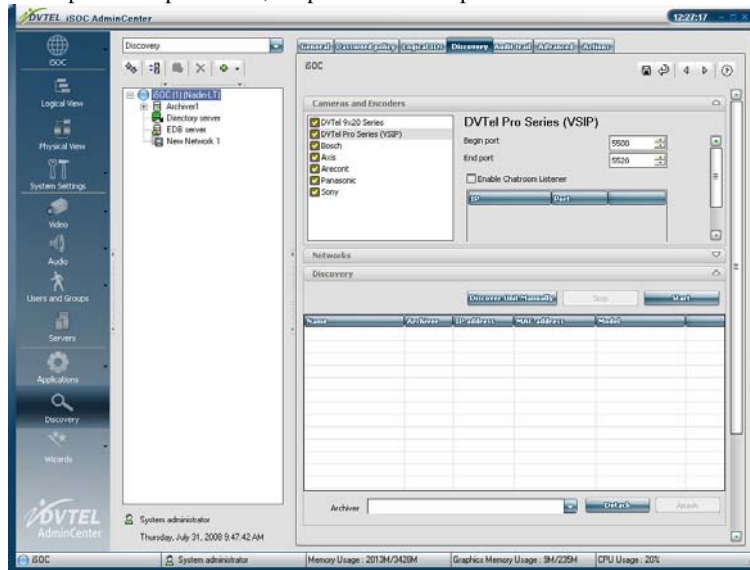 DVTEL iSOC AdminCenter
12:27:17
iSOC
Logical View
Physical View
System Settings
Video
Audio
Users and Groups
Servers
Applications
Discovery
Wizards
DVTEL
AdminCenter
Discovery
iSOC (1) (Nadin-LT)
Archiver1
Directory server
EDB server
New Network 1
System administrator
Thursday, July 31, 2008 9:47:42 AM
General
Password policy
Logical IDs
Discovery
Audit trail
Advanced
Actions
iSOC
Cameras and Encoders
DVTel 9x20 Series
DVTel Pro Series (VSIP)
Bosch
Axis
Arecont
Panasonic
Sony
DVTel Pro Series (VSIP)
Begin port 5500
End port 5520
Enable Chatroom Listener
IP Port
Networks
Discovery
Discover Unit Manually Stop Start
Name Archiver IP address MAC address Model
Archiver Detach Attach
iSOC System administrator Memory Usage : 2013M/3428M Graphics Memory Usage : 9M/235M CPU Usage : 20%